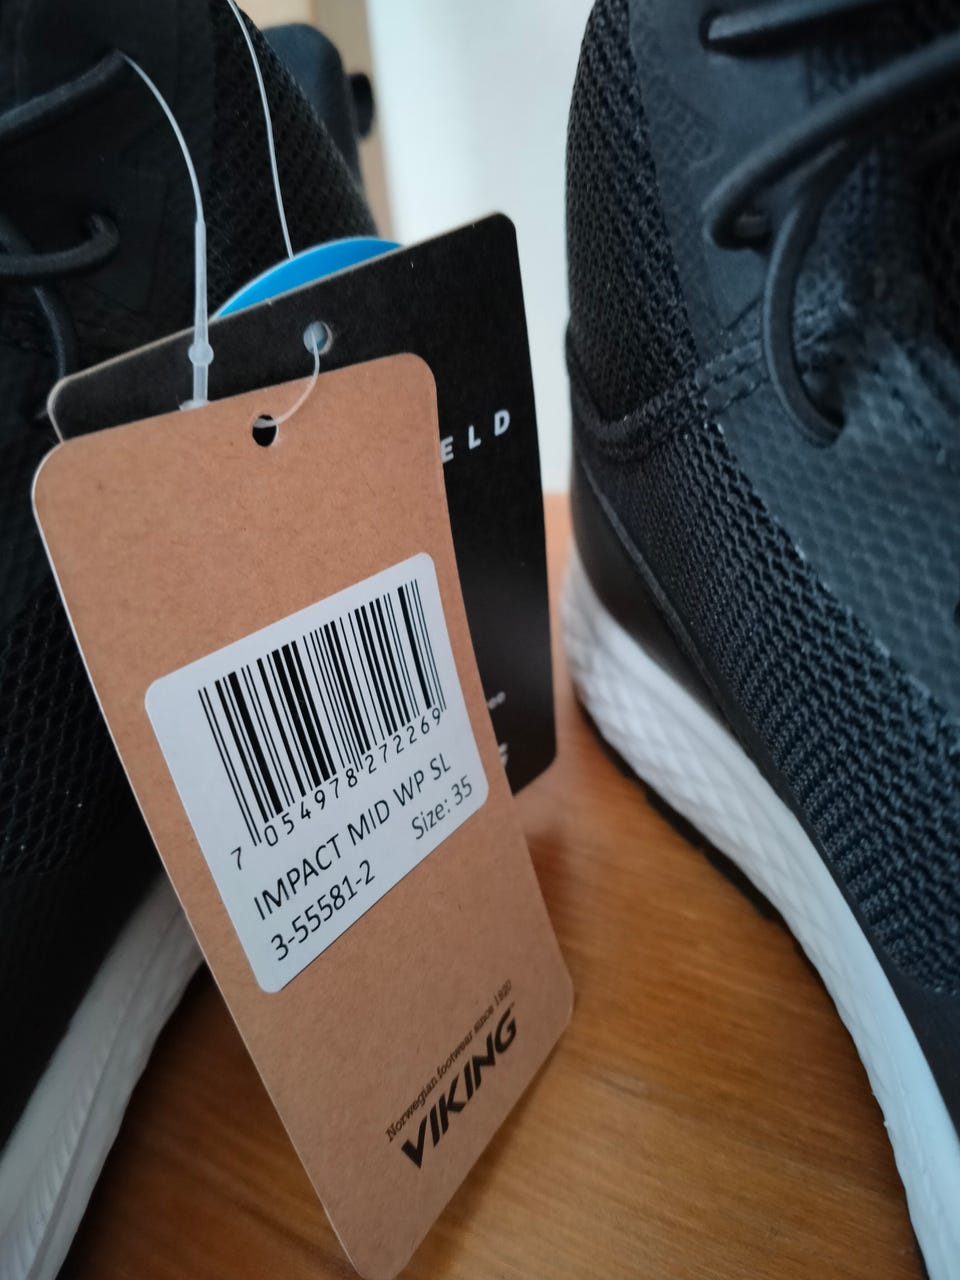 ELD
7 054978 272269
IMPACT MID WP SL
3-55581-2
Size: 35
Norwegian footwear since 1920
VIKING